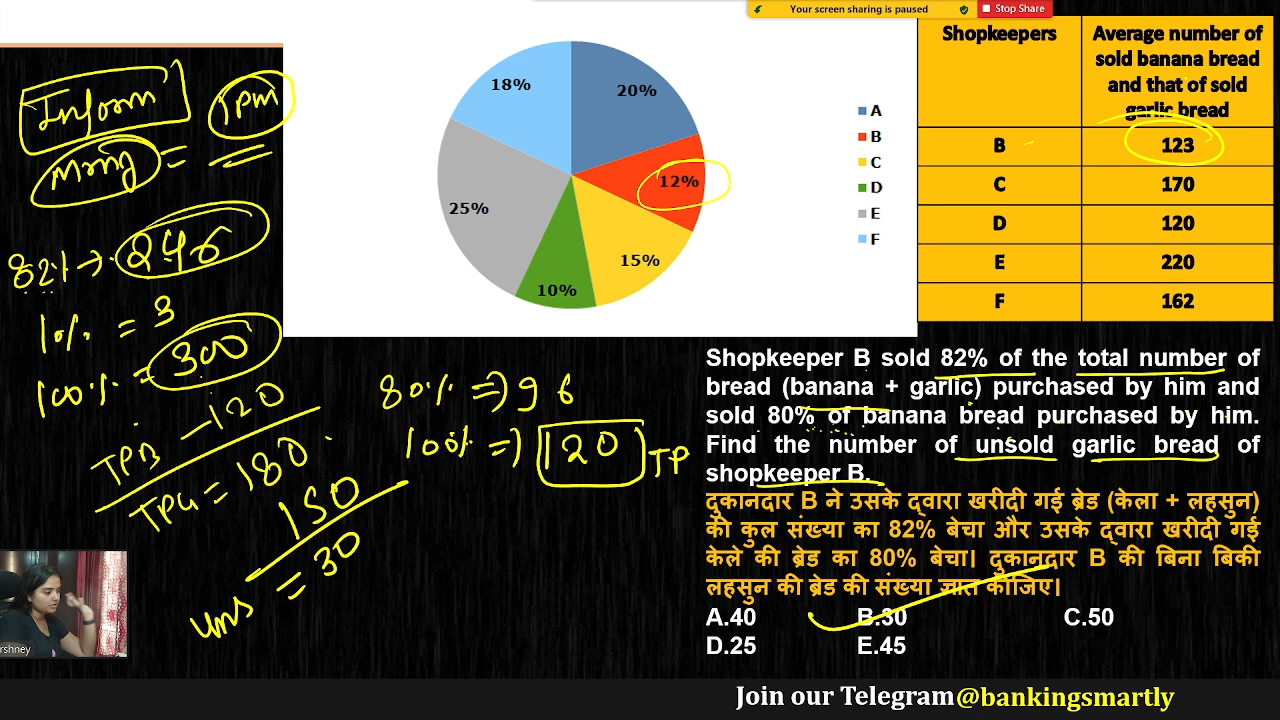 Your screen sharing is paused
Stop Share
Inform
= 1PM
Mrng
82% → 246
1% = 3
100% = 300
TPB – 120
TPG = 180
150
uns = 30
80% ⇒ 96
100% ⇒ 120 TP
18%
20%
12%
15%
10%
25%
A
B
C
D
E
F
Shopkeepers
Average number of sold banana bread and that of sold garlic bread
B 123
C 170
D 120
E 220
F 162
Shopkeeper B sold 82% of the total number of
bread (banana + garlic) purchased by him and
sold 80% of banana bread purchased by him.
Find the number of unsold garlic bread of
shopkeeper B.
दुकानदार B ने उसके द्वारा खरीदी गई ब्रेड (केला + लहसुन)
की कुल संख्या का 82% बेचा और उसके द्वारा खरीदी गई
केले की ब्रेड का 80% बेचा। दुकानदार B की बिना बिकी
लहसुन की ब्रेड की संख्या ज्ञात कीजिए।
A.40 B.30 C.50
D.25 E.45
rshney
Join our Telegram @bankingsmartly